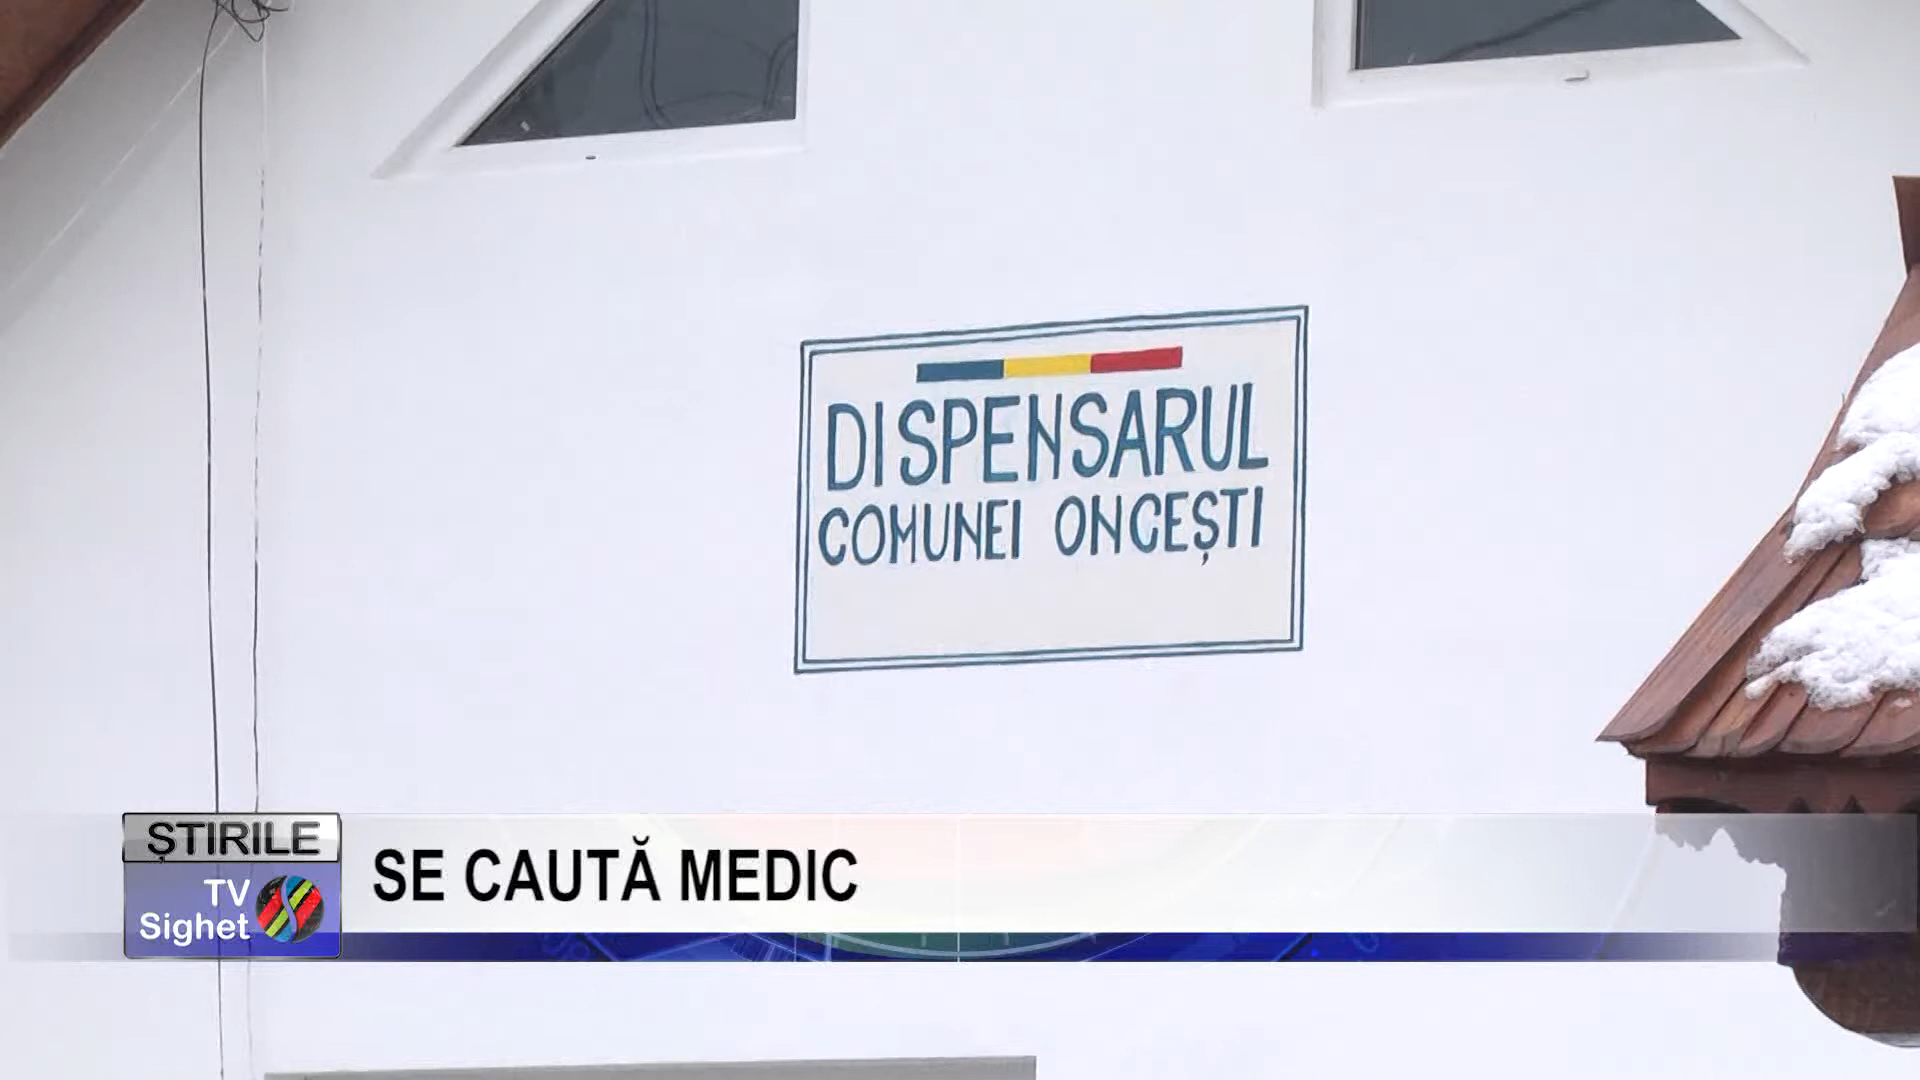 DISPENSARUL
COMUNEI ONCEȘTI
ȘTIRILE
TV
Sighet
SE CAUTĂ MEDIC